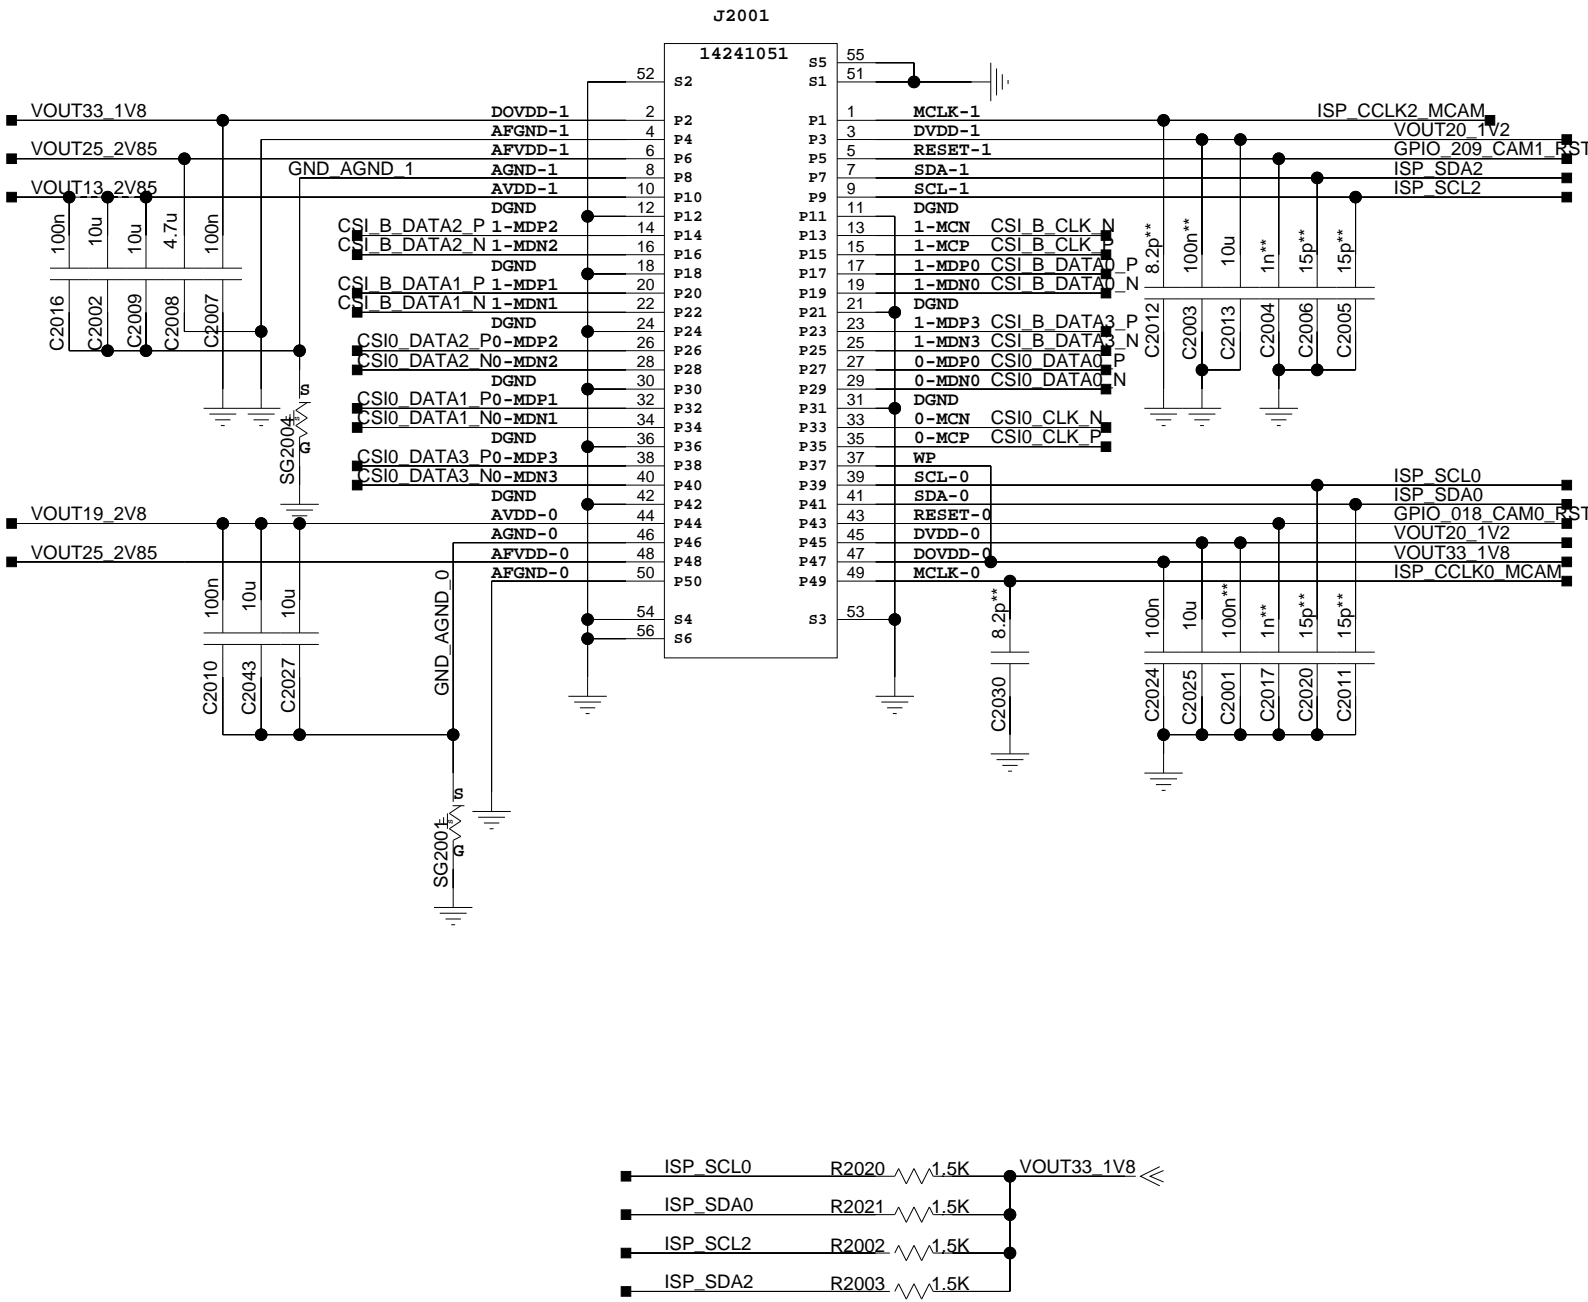 J2001
14241051
S5 55
52 S2 S1 51
VOUT33_1V8 DOVDD-1 2 P2 P1 1 MCLK-1 ISP_CCLK2_MCAM
AFGND-1 4 P4 P3 3 DVDD-1 VOUT20_1V2
VOUT25_2V85 AFVDD-1 6 P6 P5 5 RESET-1 GPIO_209_CAM1_RST
GND_AGND_1 AGND-1 8 P8 P7 7 SDA-1 ISP_SDA2
VOUT13_2V85 AVDD-1 10 P10 P9 9 SCL-1 ISP_SCL2
DGND 12 P12 P11 11 DGND
CSI_B_DATA2_P 1-MDP2 14 P14 P13 13 1-MCN CSI_B_CLK_N
CSI_B_DATA2_N 1-MDN2 16 P16 P15 15 1-MCP CSI_B_CLK_P
DGND 18 P18 P17 17 1-MDP0 CSI_B_DATA0_P
CSI_B_DATA1_P 1-MDP1 20 P20 P19 19 1-MDN0 CSI_B_DATA0_N
CSI_B_DATA1_N 1-MDN1 22 P22 P21 21 DGND
DGND 24 P24 P23 23 1-MDP3 CSI_B_DATA3_P
CSI0_DATA2_P 0-MDP2 26 P26 P25 25 1-MDN3 CSI_B_DATA3_N
CSI0_DATA2_N 0-MDN2 28 P28 P27 27 0-MDP0 CSI0_DATA0_P
DGND 30 P30 P29 29 0-MDN0 CSI0_DATA0_N
CSI0_DATA1_P 0-MDP1 32 P32 P31 31 DGND
CSI0_DATA1_N 0-MDN1 34 P34 P33 33 0-MCN CSI0_CLK_N
DGND 36 P36 P35 35 0-MCP CSI0_CLK_P
CSI0_DATA3_P 0-MDP3 38 P38 P37 37 WP
CSI0_DATA3_N 0-MDN3 40 P40 P39 39 SCL-0 ISP_SCL0
DGND 42 P42 P41 41 SDA-0 ISP_SDA0
VOUT19_2V8 AVDD-0 44 P44 P43 43 RESET-0 GPIO_018_CAM0_RST
AGND-0 46 P46 P45 45 DVDD-0 VOUT20_1V2
VOUT25_2V85 AFVDD-0 48 P48 P47 47 DOVDD-0 VOUT33_1V8
AFGND-0 50 P50 P49 49 MCLK-0 ISP_CCLK0_MCAM
54 S4 S3 53
56 S6
100n 10u 10u 4.7u 100n
C2016 C2002 C2009 C2008 C2007
S
SG2004
G
8.2p** 100n** 10u 1n** 15p** 15p**
C2012 C2003 C2013 C2004 C2006 C2005
100n 10u 10u
C2010 C2043 C2027
GND_AGND_0
S
SG2001
G
8.2p**
C2030
100n 10u 100n** 1n** 15p** 15p**
C2024 C2025 C2001 C2017 C2020 C2011
ISP_SCL0 R2020 1.5K VOUT33_1V8
ISP_SDA0 R2021 1.5K
ISP_SCL2 R2002 1.5K
ISP_SDA2 R2003 1.5K